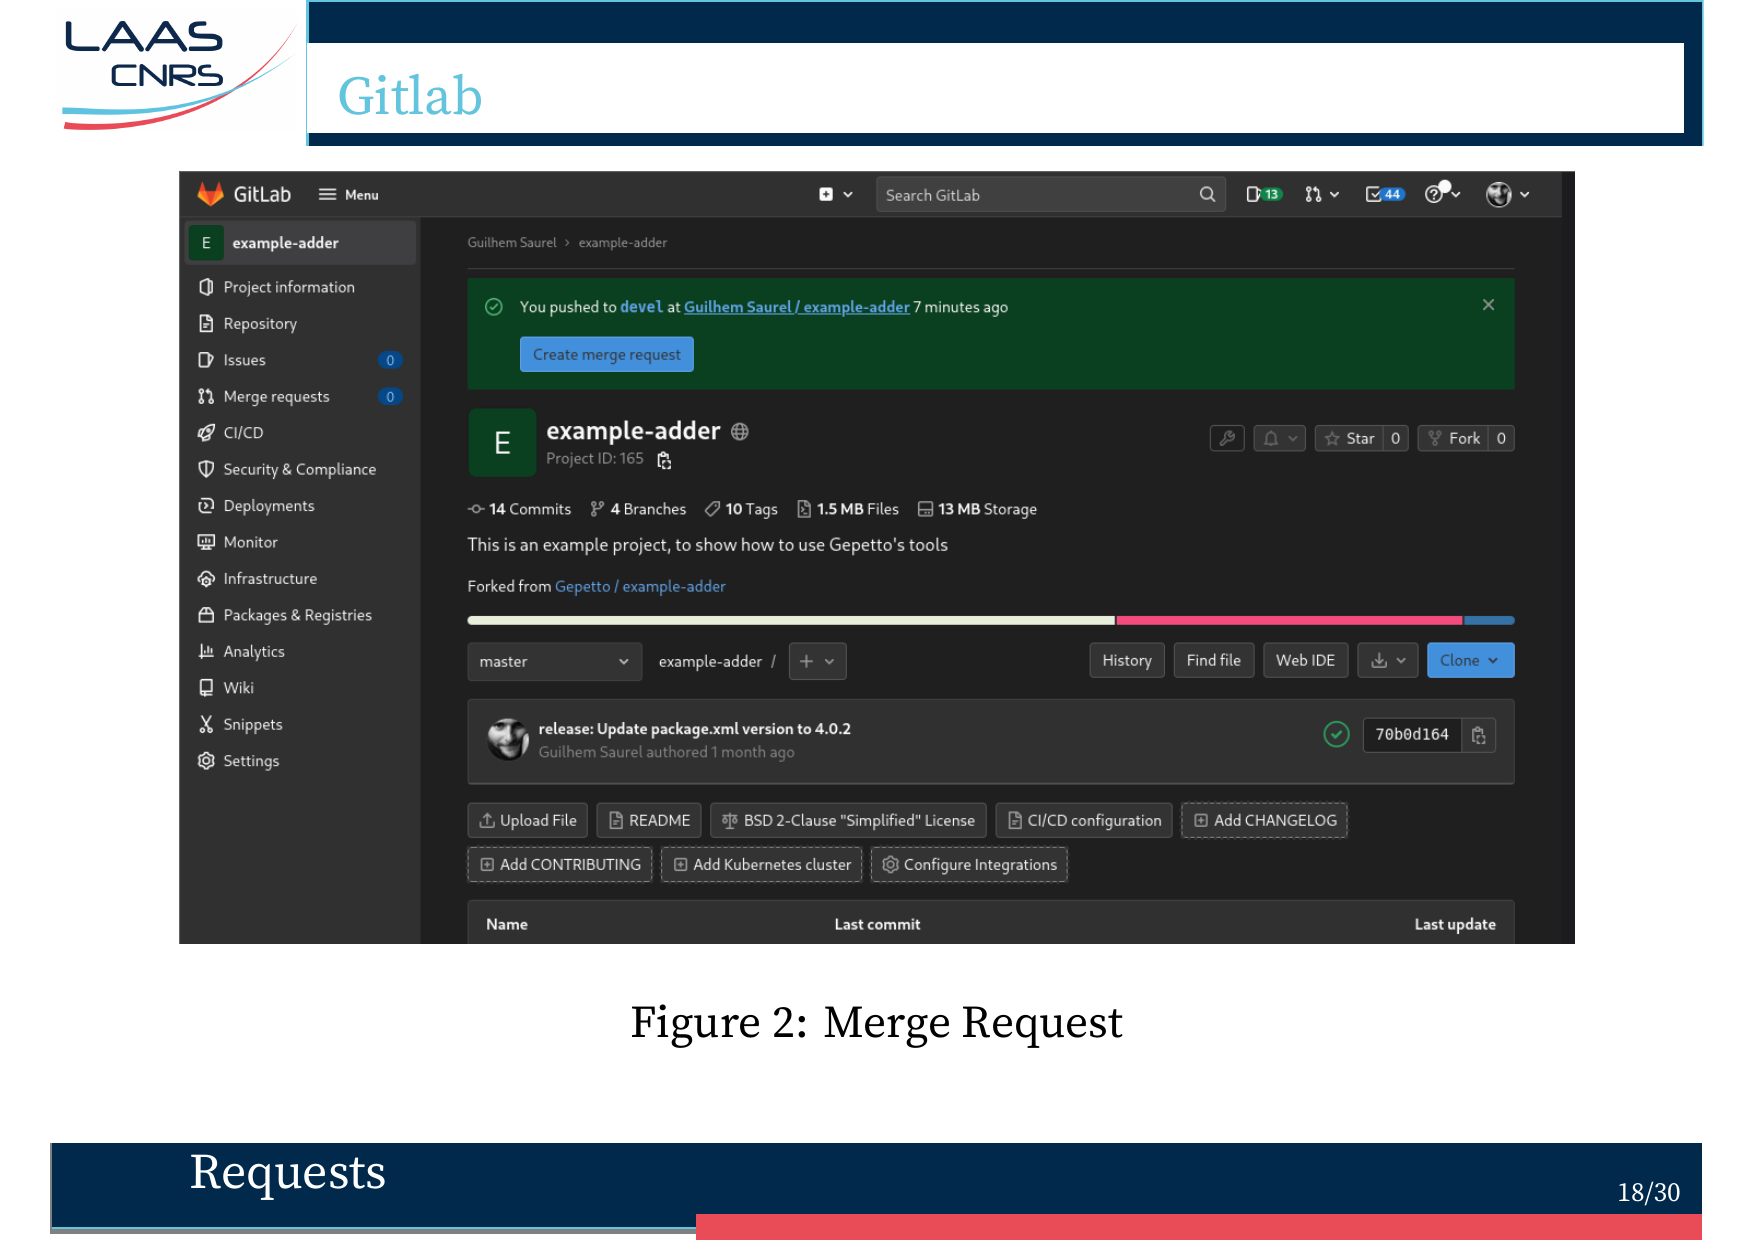 LAAS
CNRS
Gitlab
GitLab Menu Search GitLab 13 44
E example-adder
Guilhem Saurel › example-adder
Project information
Repository
Issues 0
Merge requests 0
CI/CD
Security & Compliance
Deployments
Monitor
Infrastructure
Packages & Registries
Analytics
Wiki
Snippets
Settings
You pushed to devel at Guilhem Saurel / example-adder 7 minutes ago
Create merge request
E
example-adder
Project ID: 165
Star 0 Fork 0
14 Commits 4 Branches 10 Tags 1.5 MB Files 13 MB Storage
This is an example project, to show how to use Gepetto's tools
Forked from Gepetto / example-adder
master example-adder / + History Find file Web IDE Clone
release: Update package.xml version to 4.0.2
Guilhem Saurel authored 1 month ago
70b0d164
Upload File README BSD 2-Clause "Simplified" License CI/CD configuration Add CHANGELOG
Add CONTRIBUTING Add Kubernetes cluster Configure Integrations
Name Last commit Last update
Figure 2: Merge Request
Requests
18/30